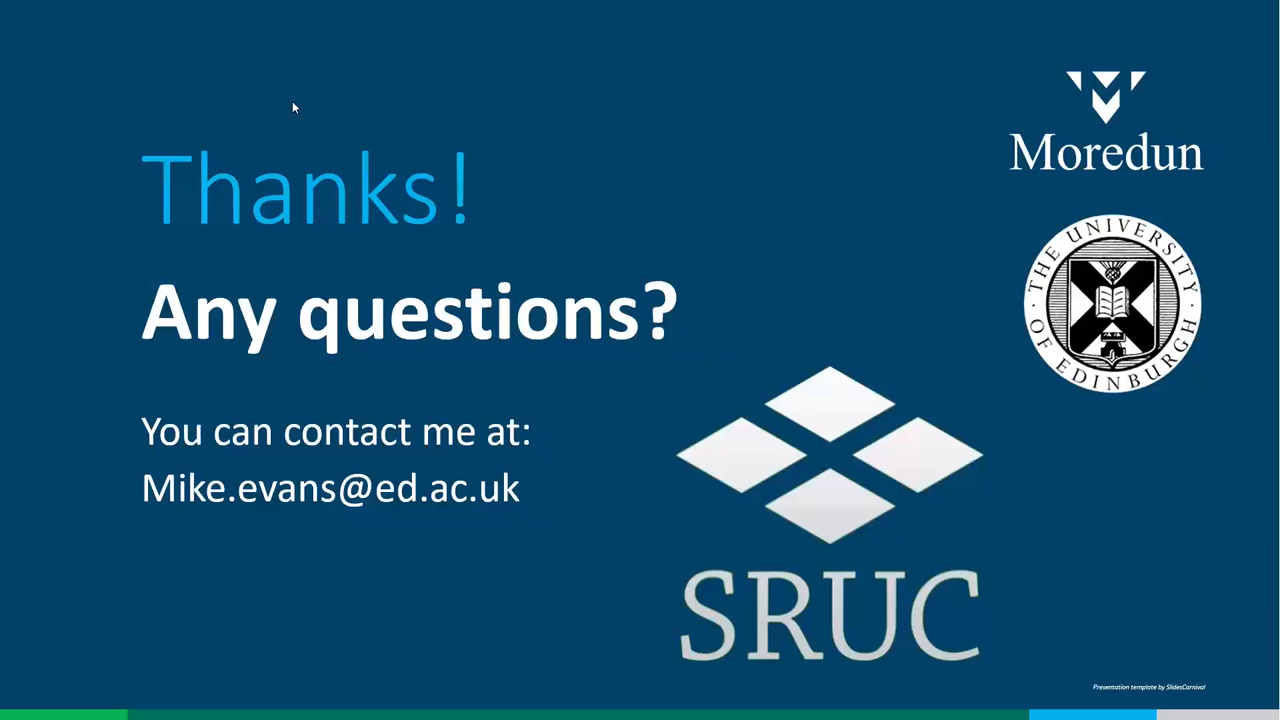 Thanks!
Any questions?
You can contact me at:
Mike.evans@ed.ac.uk
Moredun
THE UNIVERSITY
OF EDINBURGH
SRUC
Presentation template by SlidesCarnival